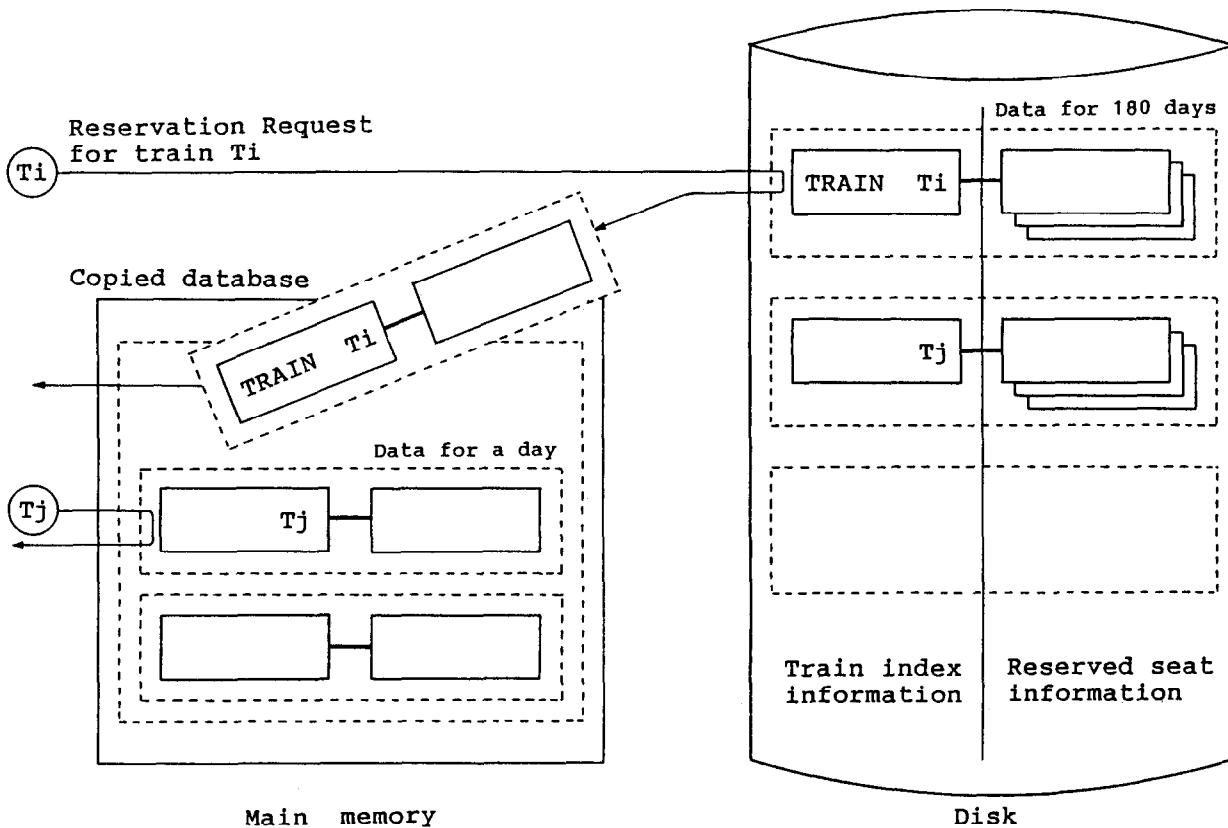 Data for 180 days
Reservation Request
for train Ti
Ti
TRAIN Ti
Copied database
TRAIN Ti
Tj
Data for a day
Tj
Tj
Train index
information
Reserved seat
information
Main memory
Disk